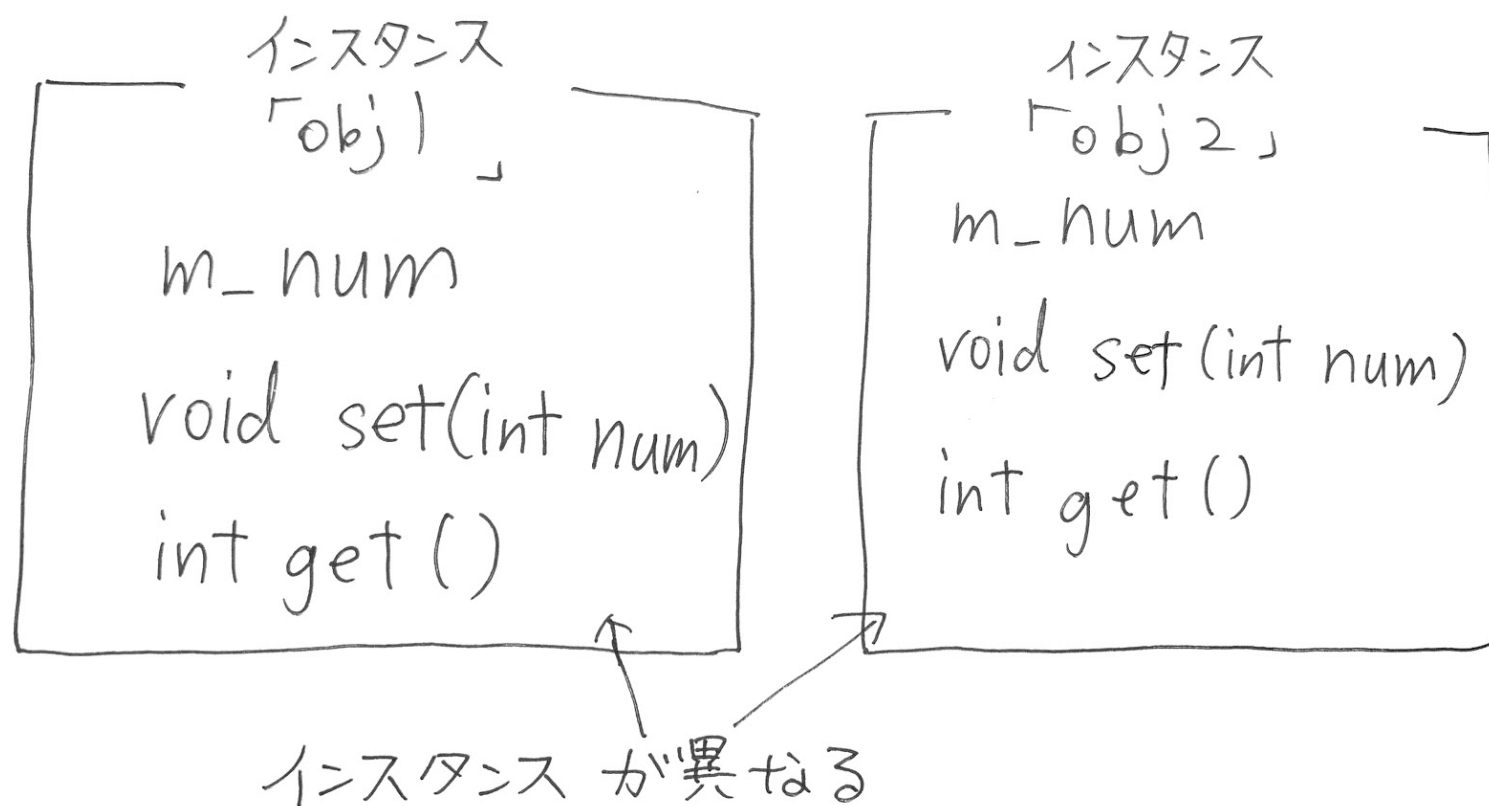 インスタンス
「obj1」
m_num
void set(int num)
int get()
インスタンス
「obj2」
m_num
void set(int num)
int get()
インスタンスが異なる